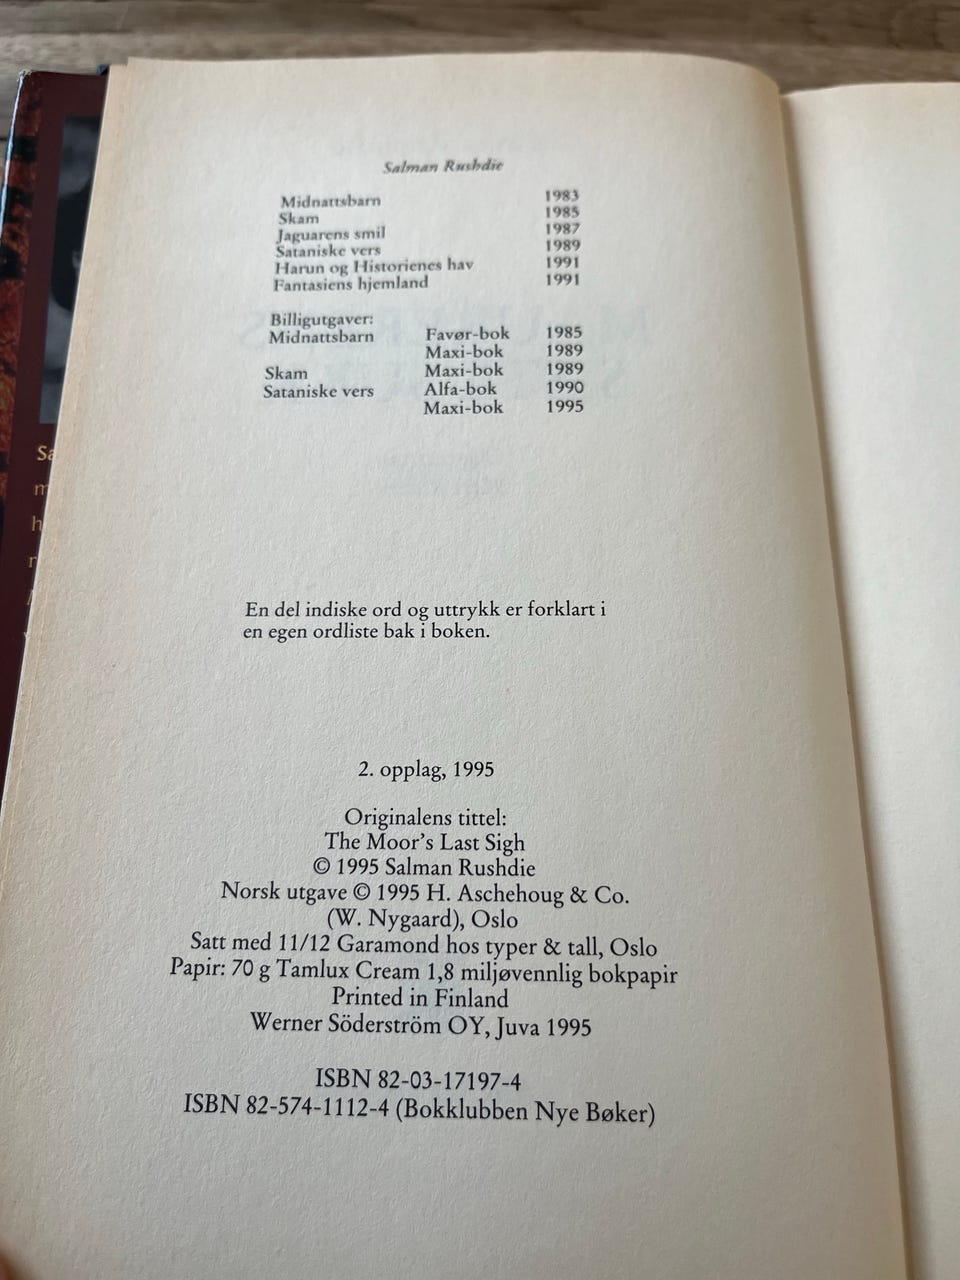 Salman Rushdie
Midnattsbarn 1983
Skam 1985
Jaguarens smil 1987
Sataniske vers 1989
Harun og Historienes hav 1991
Fantasiens hjemland 1991
Billigutgaver:
Midnattsbarn Favør-bok 1985
Maxi-bok 1989
Skam Maxi-bok 1989
Sataniske vers Alfa-bok 1990
Maxi-bok 1995
En del indiske ord og uttrykk er forklart i
en egen ordliste bak i boken.
2. opplag, 1995
Originalens tittel:
The Moor's Last Sigh
© 1995 Salman Rushdie
Norsk utgave © 1995 H. Aschehoug & Co.
(W. Nygaard), Oslo
Satt med 11/12 Garamond hos typer & tall, Oslo
Papir: 70 g Tamlux Cream 1,8 miljøvennlig bokpapir
Printed in Finland
Werner Söderström OY, Juva 1995
ISBN 82-03-17197-4
ISBN 82-574-1112-4 (Bokklubben Nye Bøker)